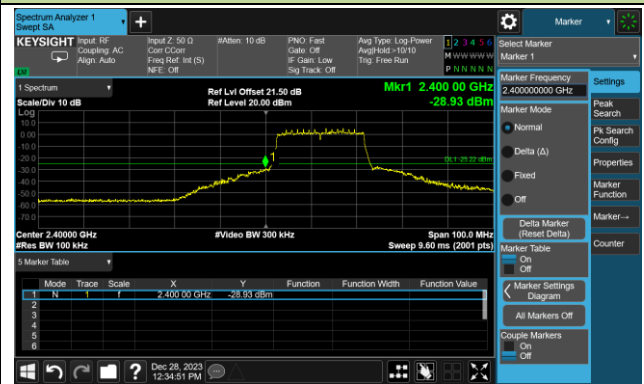 Spectrum Analyzer 1
Swept SA
Marker
KEYSIGHT
Input: RF
Coupling: AC
Align: Auto
Input Z: 50 Ω
Corr CCorr
Freq Ref: Int (S)
NFE: Off
#Atten: 10 dB
PNO: Fast
Gate: Off
IF Gain: Low
Sig Track: Off
Avg Type: Log-Power
Avg|Hold:>10/10
Trig: Free Run
1 2 3 4 5 6
M W W W W W
P N N N N N
LXI
Select Marker
Marker 1
1 Spectrum
Scale/Div 10 dB
Log
Ref Lvl Offset 21.50 dB
Ref Level 20.00 dBm
Mkr1 2.400 00 GHz
-28.93 dBm
10.0
0.00
-10.0
-20.0
-30.0
-40.0
-50.0
-60.0
-70.0
1
DL1 -25.22 dBm
Center 2.40000 GHz
#Res BW 100 kHz
#Video BW 300 kHz
Span 100.0 MHz
Sweep 9.60 ms (2001 pts)
5 Marker Table
Mode Trace Scale X Y Function Function Width Function Value
1 N 1 f 2.400 00 GHz -28.93 dBm
2
3
4
5
6
Marker Frequency
2.400000000 GHz
Marker Mode
Normal
Delta (Δ)
Fixed
Off
Delta Marker
(Reset Delta)
Marker Table
On
Off
Marker Settings
Diagram
All Markers Off
Couple Markers
On
Off
Settings
Peak
Search
Pk Search
Config
Properties
Marker
Function
Marker→
Counter
?
Dec 28, 2023
12:34:51 PM